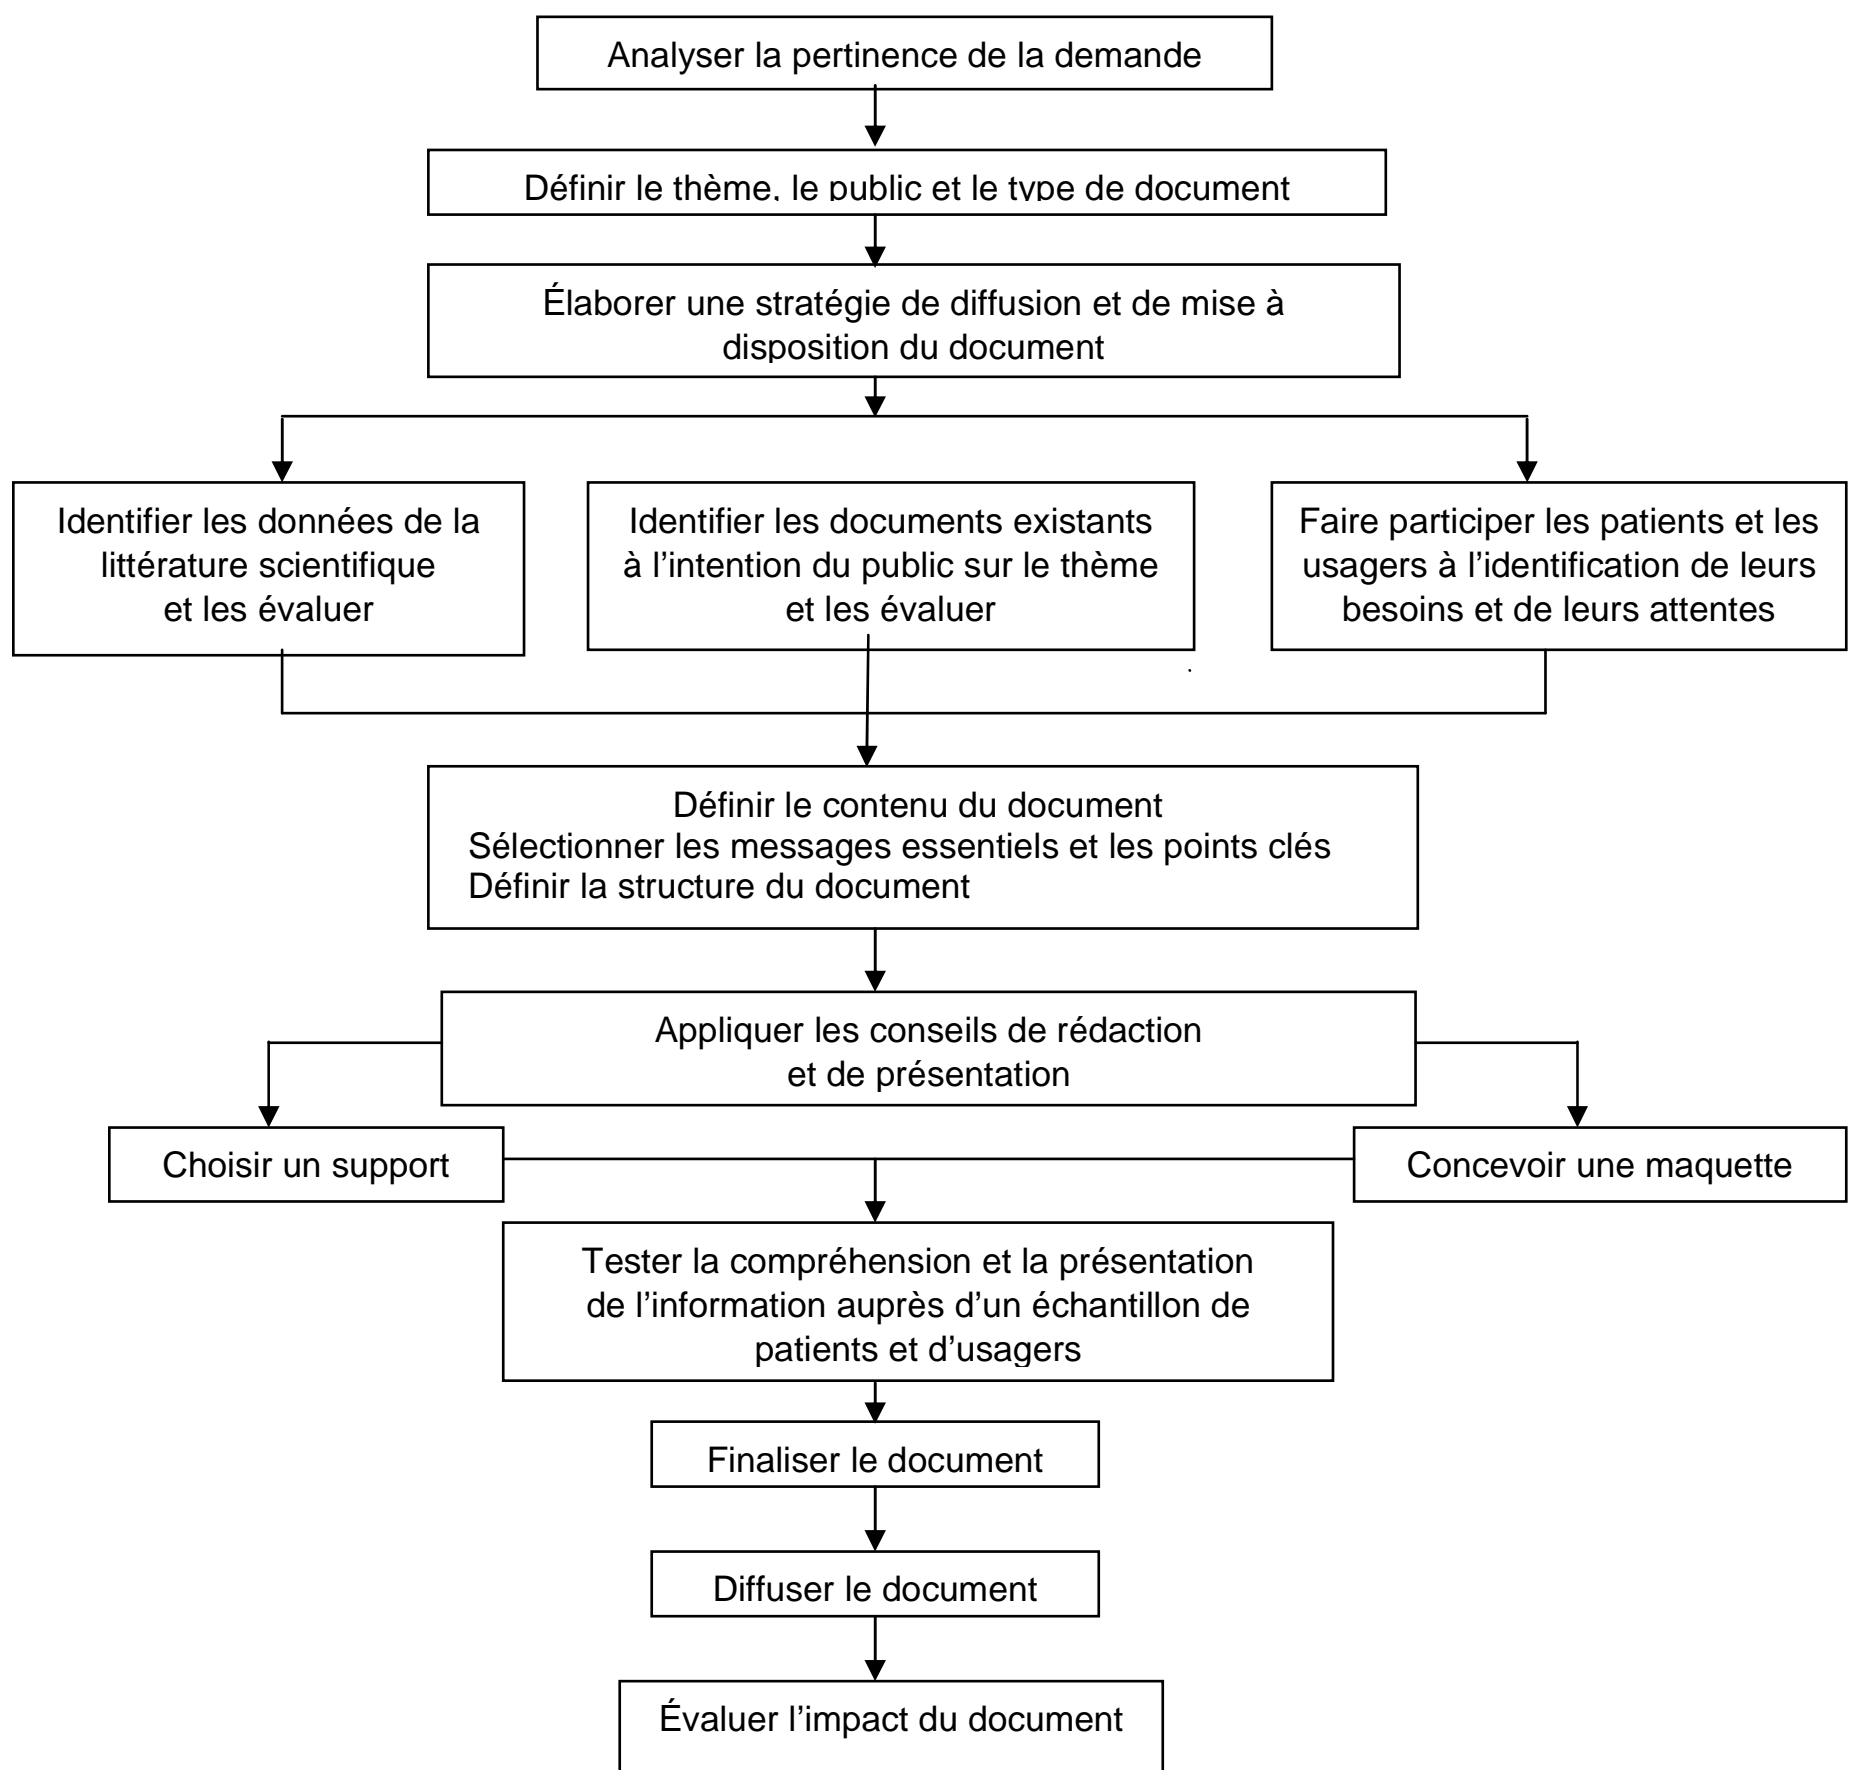 Analyser la pertinence de la demande
Définir le thème, le public et le type de document
Élaborer une stratégie de diffusion et de mise à
disposition du document
Identifier les données de la
littérature scientifique
et les évaluer
Identifier les documents existants
à l’intention du public sur le thème
et les évaluer
Faire participer les patients et les
usagers à l’identification de leurs
besoins et de leurs attentes
Définir le contenu du document
Sélectionner les messages essentiels et les points clés
Définir la structure du document
Appliquer les conseils de rédaction
et de présentation
Choisir un support
Concevoir une maquette
Tester la compréhension et la présentation
de l’information auprès d’un échantillon de
patients et d’usagers
Finaliser le document
Diffuser le document
Évaluer l’impact du document